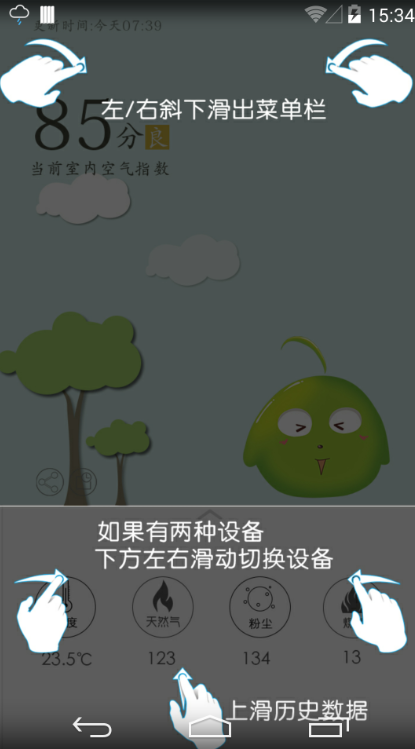 15:34
更新时间:今天07:39
左/右斜下滑出菜单栏
85分良
当前室内空气指数
如果有两种设备
下方左右滑动切换设备
度 天然气 粉尘
23.5℃ 123 134 13
上滑历史数据